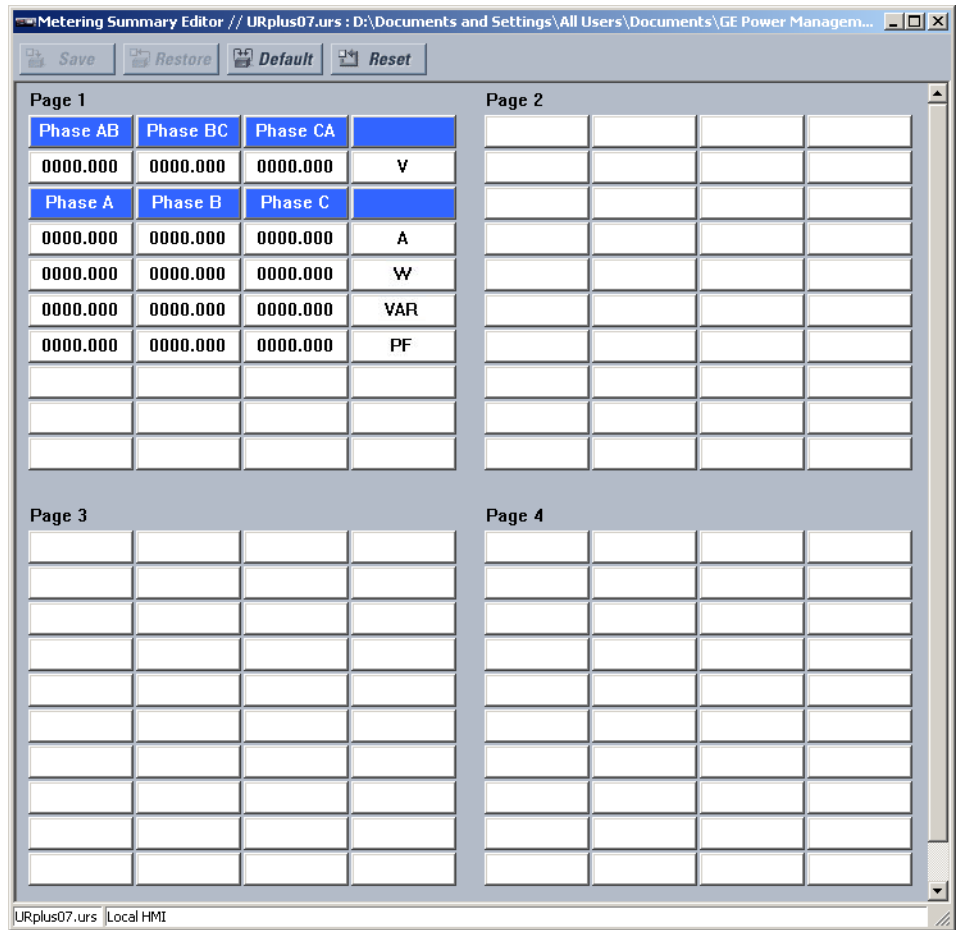 Metering Summary Editor // URplus07.urs : D:\Documents and Settings\All Users\Documents\GE Power Managem...
Save Restore Default Reset
Page 1 Page 2
Phase AB Phase BC Phase CA
0000.000 0000.000 0000.000 V
Phase A Phase B Phase C
0000.000 0000.000 0000.000 A
0000.000 0000.000 0000.000 W
0000.000 0000.000 0000.000 VAR
0000.000 0000.000 0000.000 PF
Page 3 Page 4
URplus07.urs Local HMI